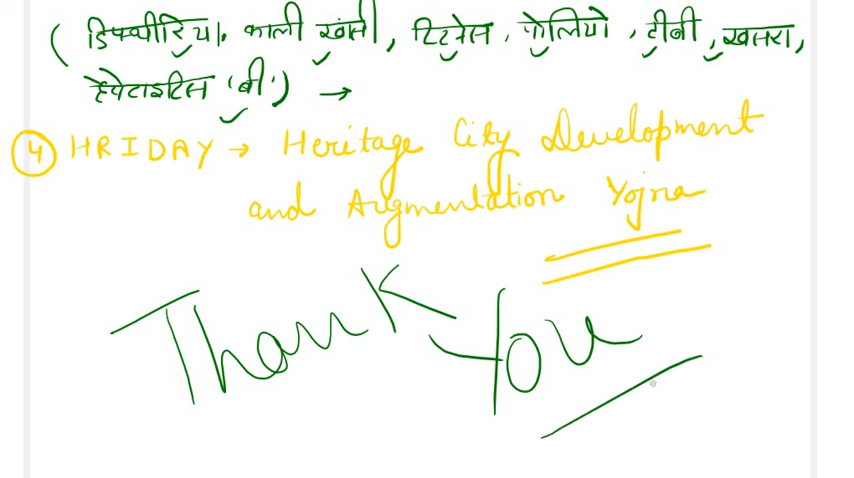 ( डिफ्थीरिया, काली खांसी, टिटनेस, पोलियो, टीबी, खसरा,
हेपेटाइटिस 'बी') →
4 HRIDAY → Heritage City Development
and Augmentation Yojna
Thank You